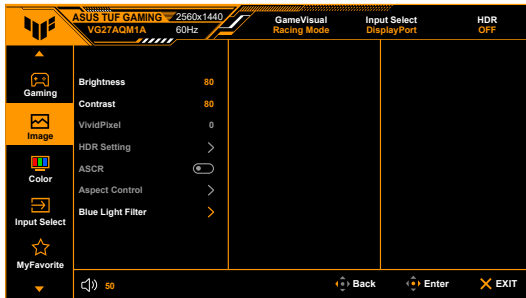 ASUS TUF GAMING 2560x1440
VG27AQM1A 60Hz
GameVisual
Racing Mode
Input Select
DisplayPort
HDR
OFF
Gaming
Image
Color
Input Select
MyFavorite
Brightness 80
Contrast 80
VividPixel 0
HDR Setting
ASCR
Aspect Control
Blue Light Filter
50
Back
Enter
EXIT